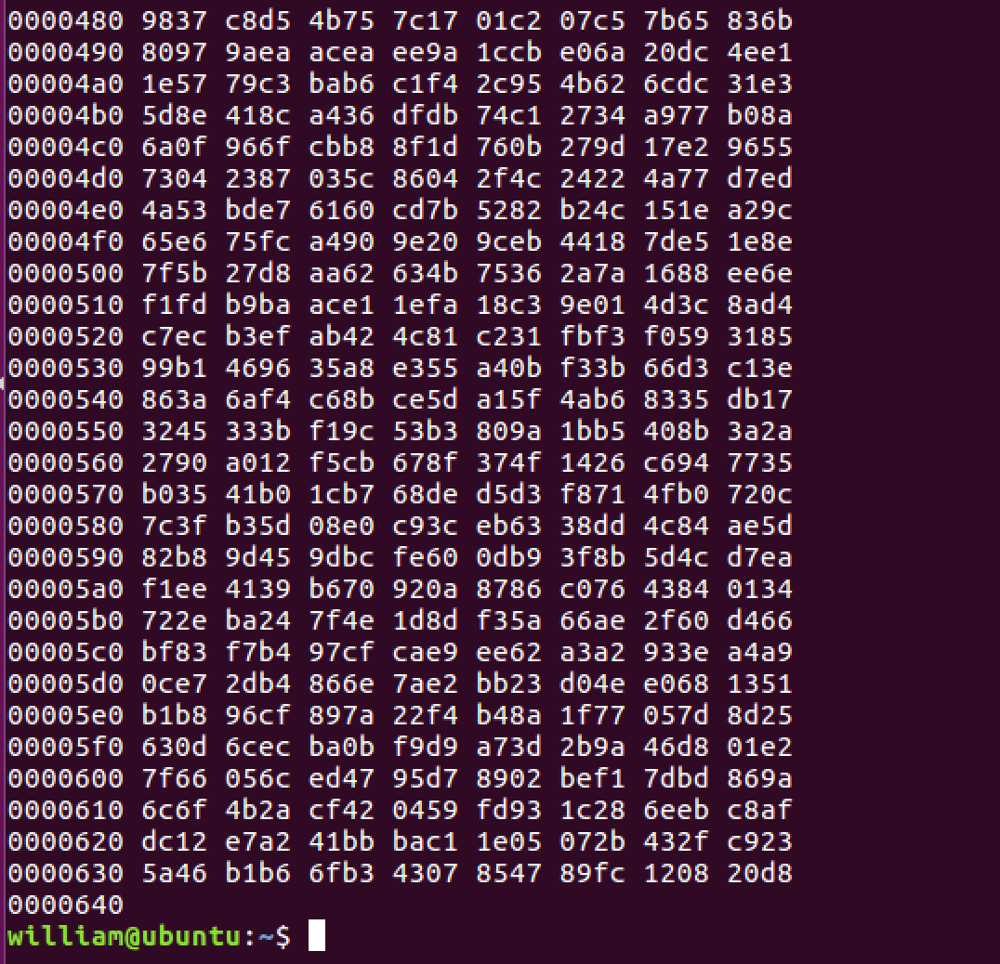 0000480 9837 c8d5 4b75 7c17 01c2 07c5 7b65 836b
0000490 8097 9aea acea ee9a 1ccb e06a 20dc 4ee1
00004a0 1e57 79c3 bab6 c1f4 2c95 4b62 6cdc 31e3
00004b0 5d8e 418c a436 dfdb 74c1 2734 a977 b08a
00004c0 6a0f 966f cbb8 8f1d 760b 279d 17e2 9655
00004d0 7304 2387 035c 8604 2f4c 2422 4a77 d7ed
00004e0 4a53 bde7 6160 cd7b 5282 b24c 151e a29c
00004f0 65e6 75fc a490 9e20 9ceb 4418 7de5 1e8e
0000500 7f5b 27d8 aa62 634b 7536 2a7a 1688 ee6e
0000510 f1fd b9ba ace1 1efa 18c3 9e01 4d3c 8ad4
0000520 c7ec b3ef ab42 4c81 c231 fbf3 f059 3185
0000530 99b1 4696 35a8 e355 a40b f33b 66d3 c13e
0000540 863a 6af4 c68b ce5d a15f 4ab6 8335 db17
0000550 3245 333b f19c 53b3 809a 1bb5 408b 3a2a
0000560 2790 a012 f5cb 678f 374f 1426 c694 7735
0000570 b035 41b0 1cb7 68de d5d3 f871 4fb0 720c
0000580 7c3f b35d 08e0 c93c eb63 38dd 4c84 ae5d
0000590 82b8 9d45 9dbc fe60 0db9 3f8b 5d4c d7ea
00005a0 f1ee 4139 b670 920a 8786 c076 4384 0134
00005b0 722e ba24 7f4e 1d8d f35a 66ae 2f60 d466
00005c0 bf83 f7b4 97cf cae9 ee62 a3a2 933e a4a9
00005d0 0ce7 2db4 866e 7ae2 bb23 d04e e068 1351
00005e0 b1b8 96cf 897a 22f4 b48a 1f77 057d 8d25
00005f0 630d 6cec ba0b f9d9 a73d 2b9a 46d8 01e2
0000600 7f66 056c ed47 95d7 8902 bef1 7dbd 869a
0000610 6c6f 4b2a cf42 0459 fd93 1c28 6eeb c8af
0000620 dc12 e7a2 41bb bac1 1e05 072b 432f c923
0000630 5a46 b1b6 6fb3 4307 8547 89fc 1208 20d8
0000640
william@ubuntu:~$